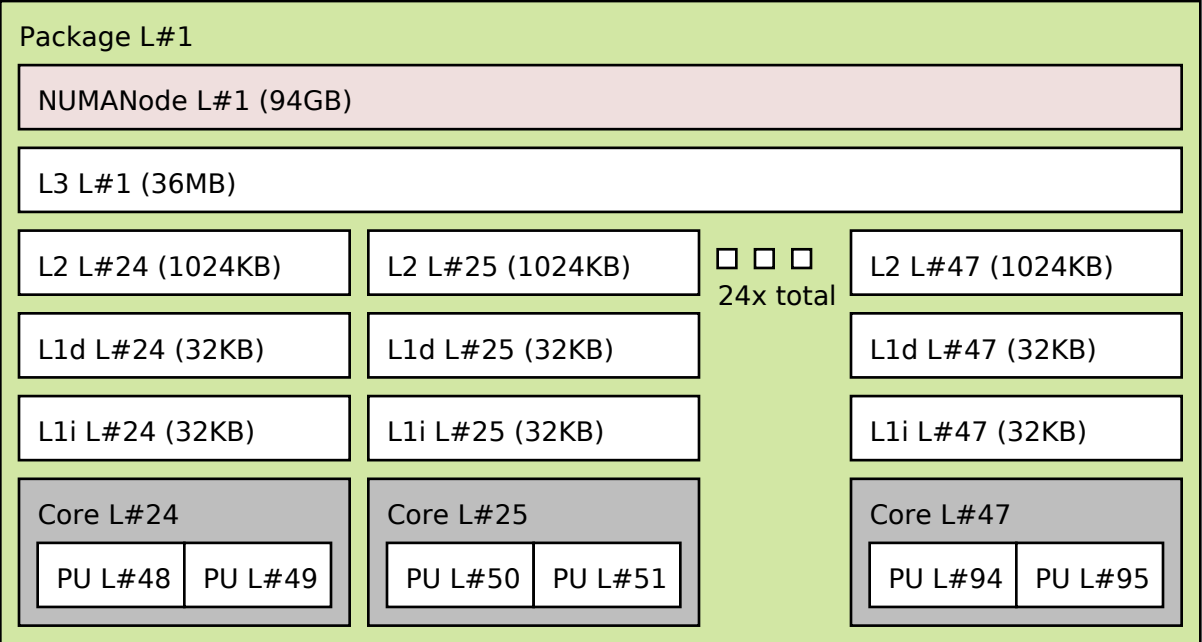 Package L#1
NUMANode L#1 (94GB)
L3 L#1 (36MB)
L2 L#24 (1024KB) L2 L#25 (1024KB) L2 L#47 (1024KB)
24x total
L1d L#24 (32KB) L1d L#25 (32KB) L1d L#47 (32KB)
L1i L#24 (32KB) L1i L#25 (32KB) L1i L#47 (32KB)
Core L#24 Core L#25 Core L#47
PU L#48 PU L#49 PU L#50 PU L#51 PU L#94 PU L#95